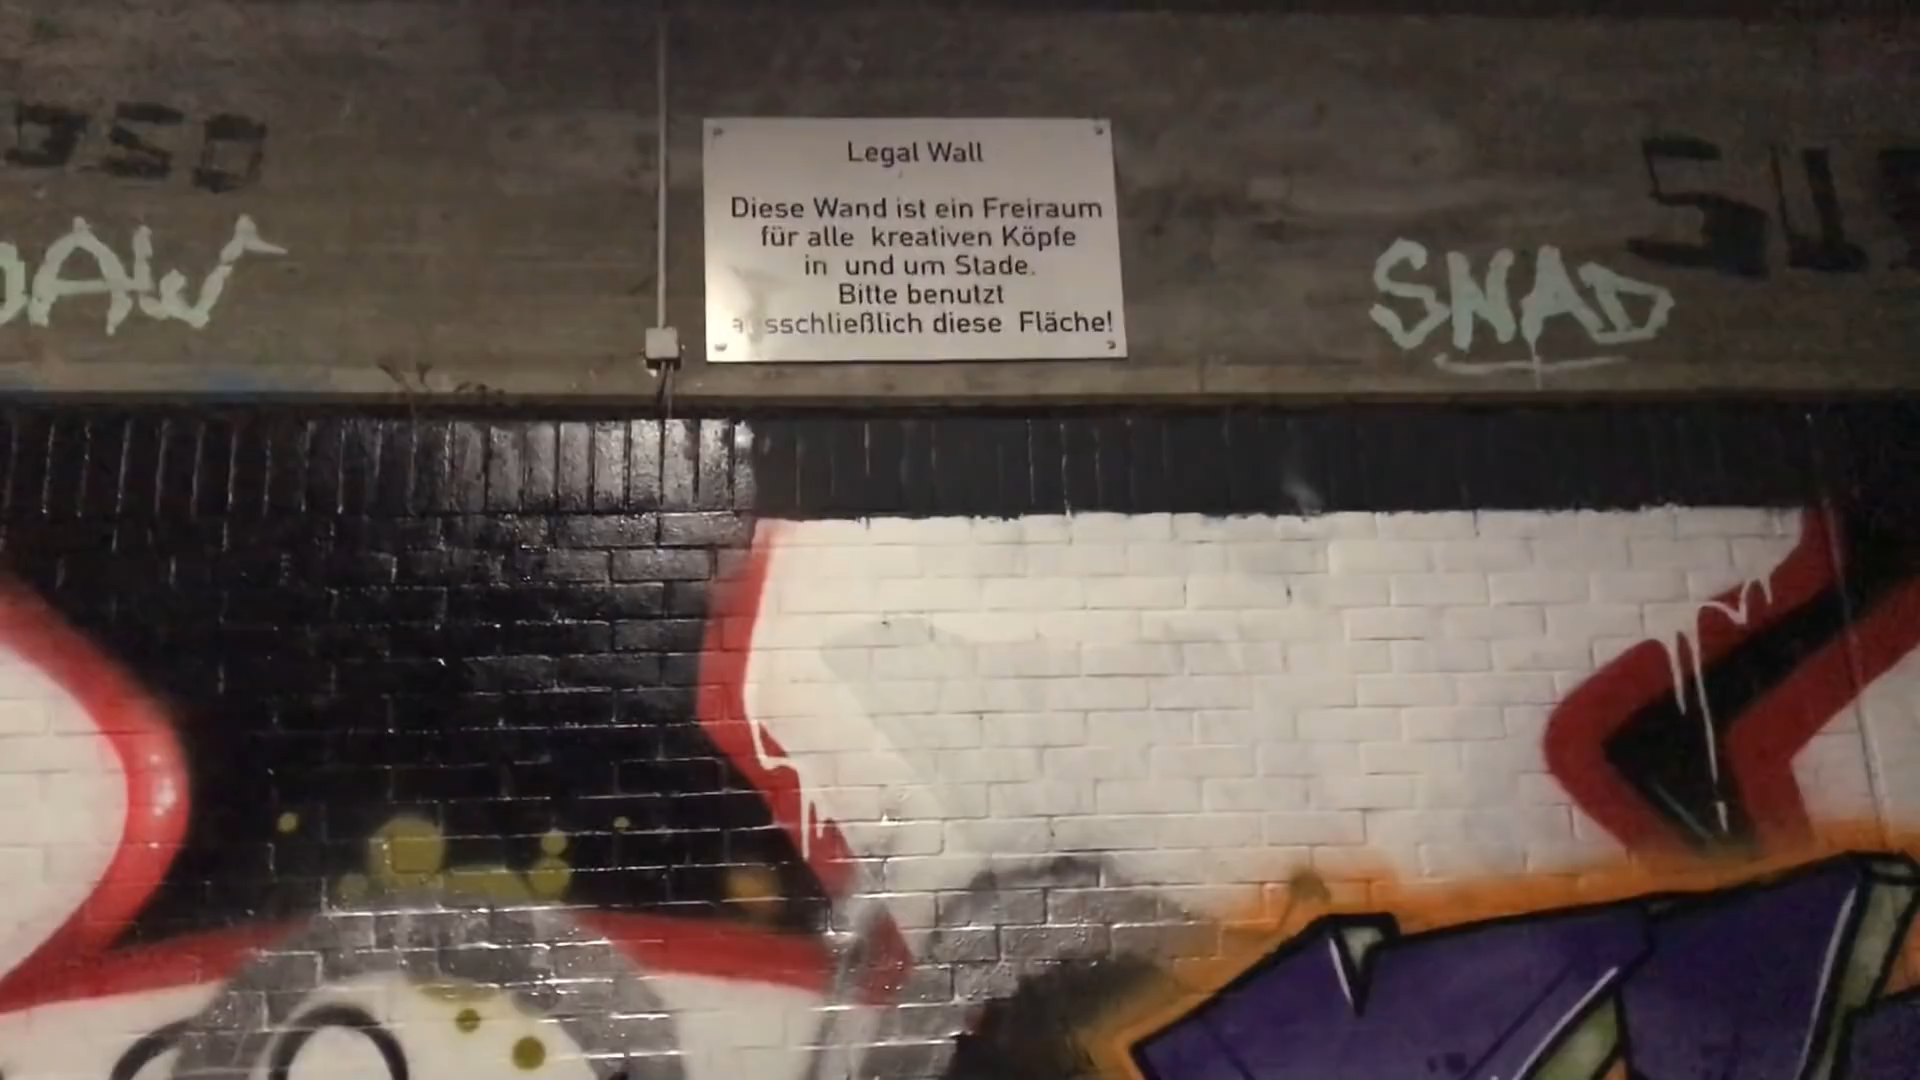 Legal Wall
Diese Wand ist ein Freiraum
für alle kreativen Köpfe
in und um Stade.
Bitte benutzt
a sschließlich diese Fläche!
SNAD